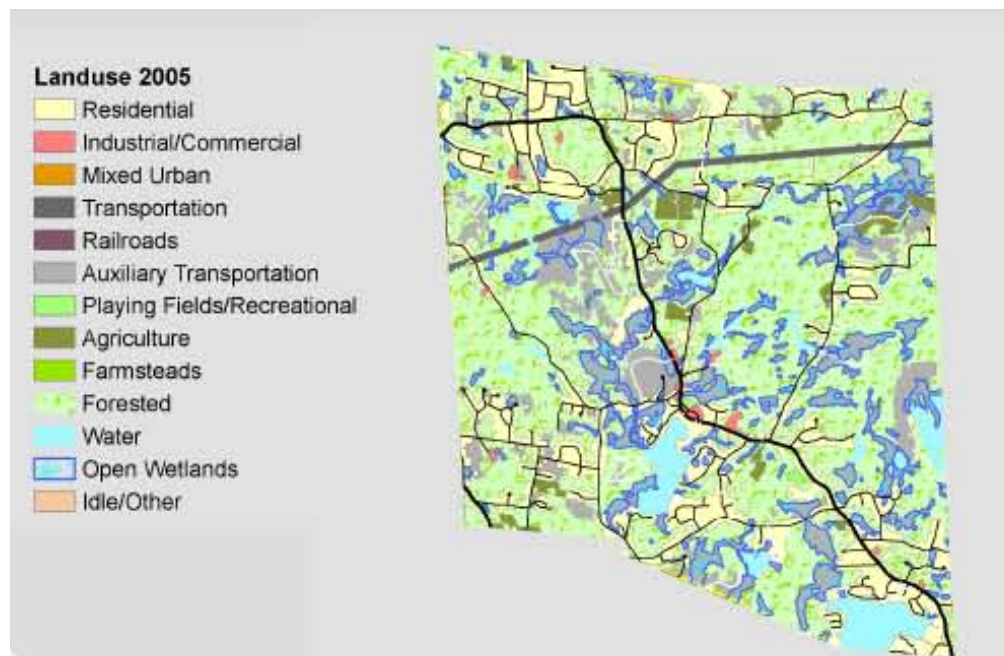 Landuse 2005
Residential
Industrial/Commercial
Mixed Urban
Transportation
Railroads
Auxiliary Transportation
Playing Fields/Recreational
Agriculture
Farmsteads
Forested
Water
Open Wetlands
Idle/Other